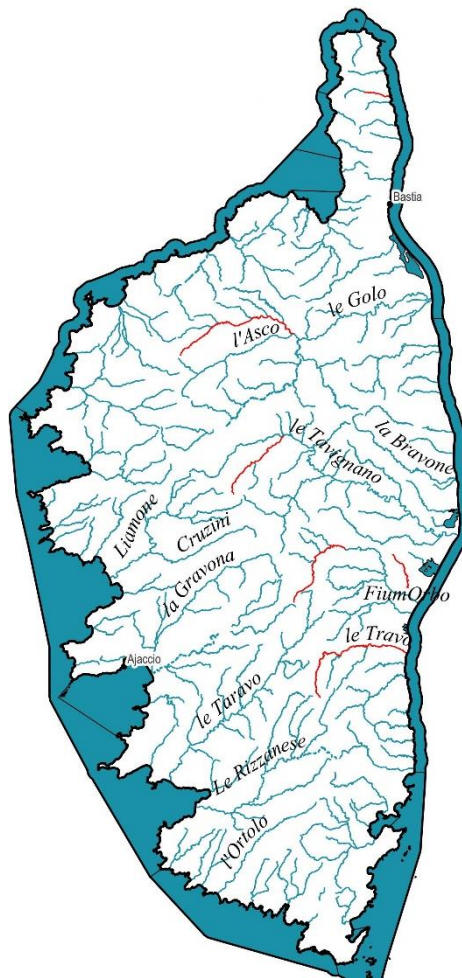 Bastia
le Golo
l'Asco
le Tavignano
la Bravone
Liamone
Cruzini
la Gravona
FiumOrbo
le Travo
Ajaccio
le Taravo
Le Rizzanese
l'Ortolo